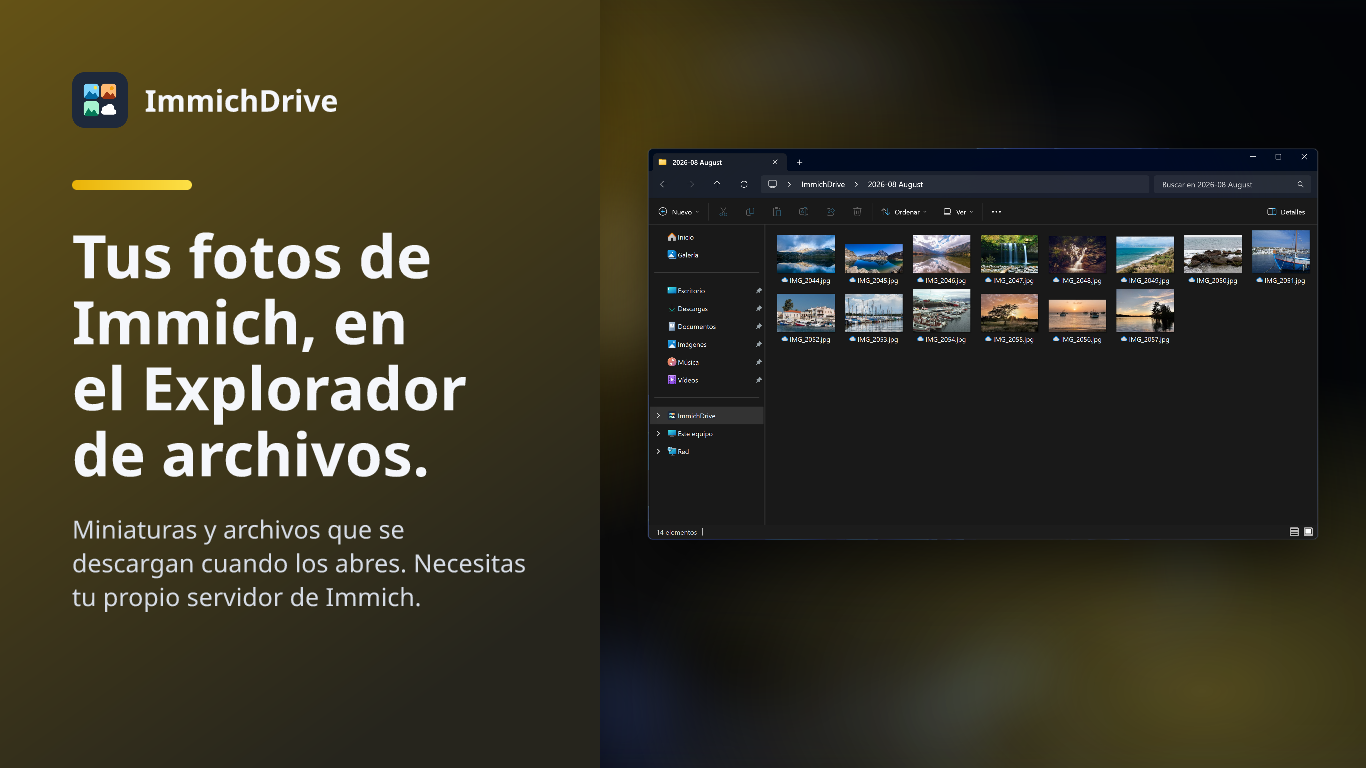 ImmichDrive
Tus fotos de
Immich, en
el Explorador
de archivos.
Miniaturas y archivos que se
descargan cuando los abres. Necesitas
tu propio servidor de Immich.
2026-08 August
ImmichDrive
2026-08 August
Buscar en 2026-08 August
Nuevo
Ordenar
Ver
Detalles
Inicio
Galería
Escritorio
Descargas
Documentos
Imágenes
Música
Vídeos
ImmichDrive
Este equipo
Red
IMG_2044.jpg
IMG_2045.jpg
IMG_2046.jpg
IMG_2047.jpg
IMG_2048.jpg
IMG_2049.jpg
IMG_2050.jpg
IMG_2051.jpg
IMG_2052.jpg
IMG_2053.jpg
IMG_2054.jpg
IMG_2055.jpg
IMG_2056.jpg
IMG_2057.jpg
14 elementos